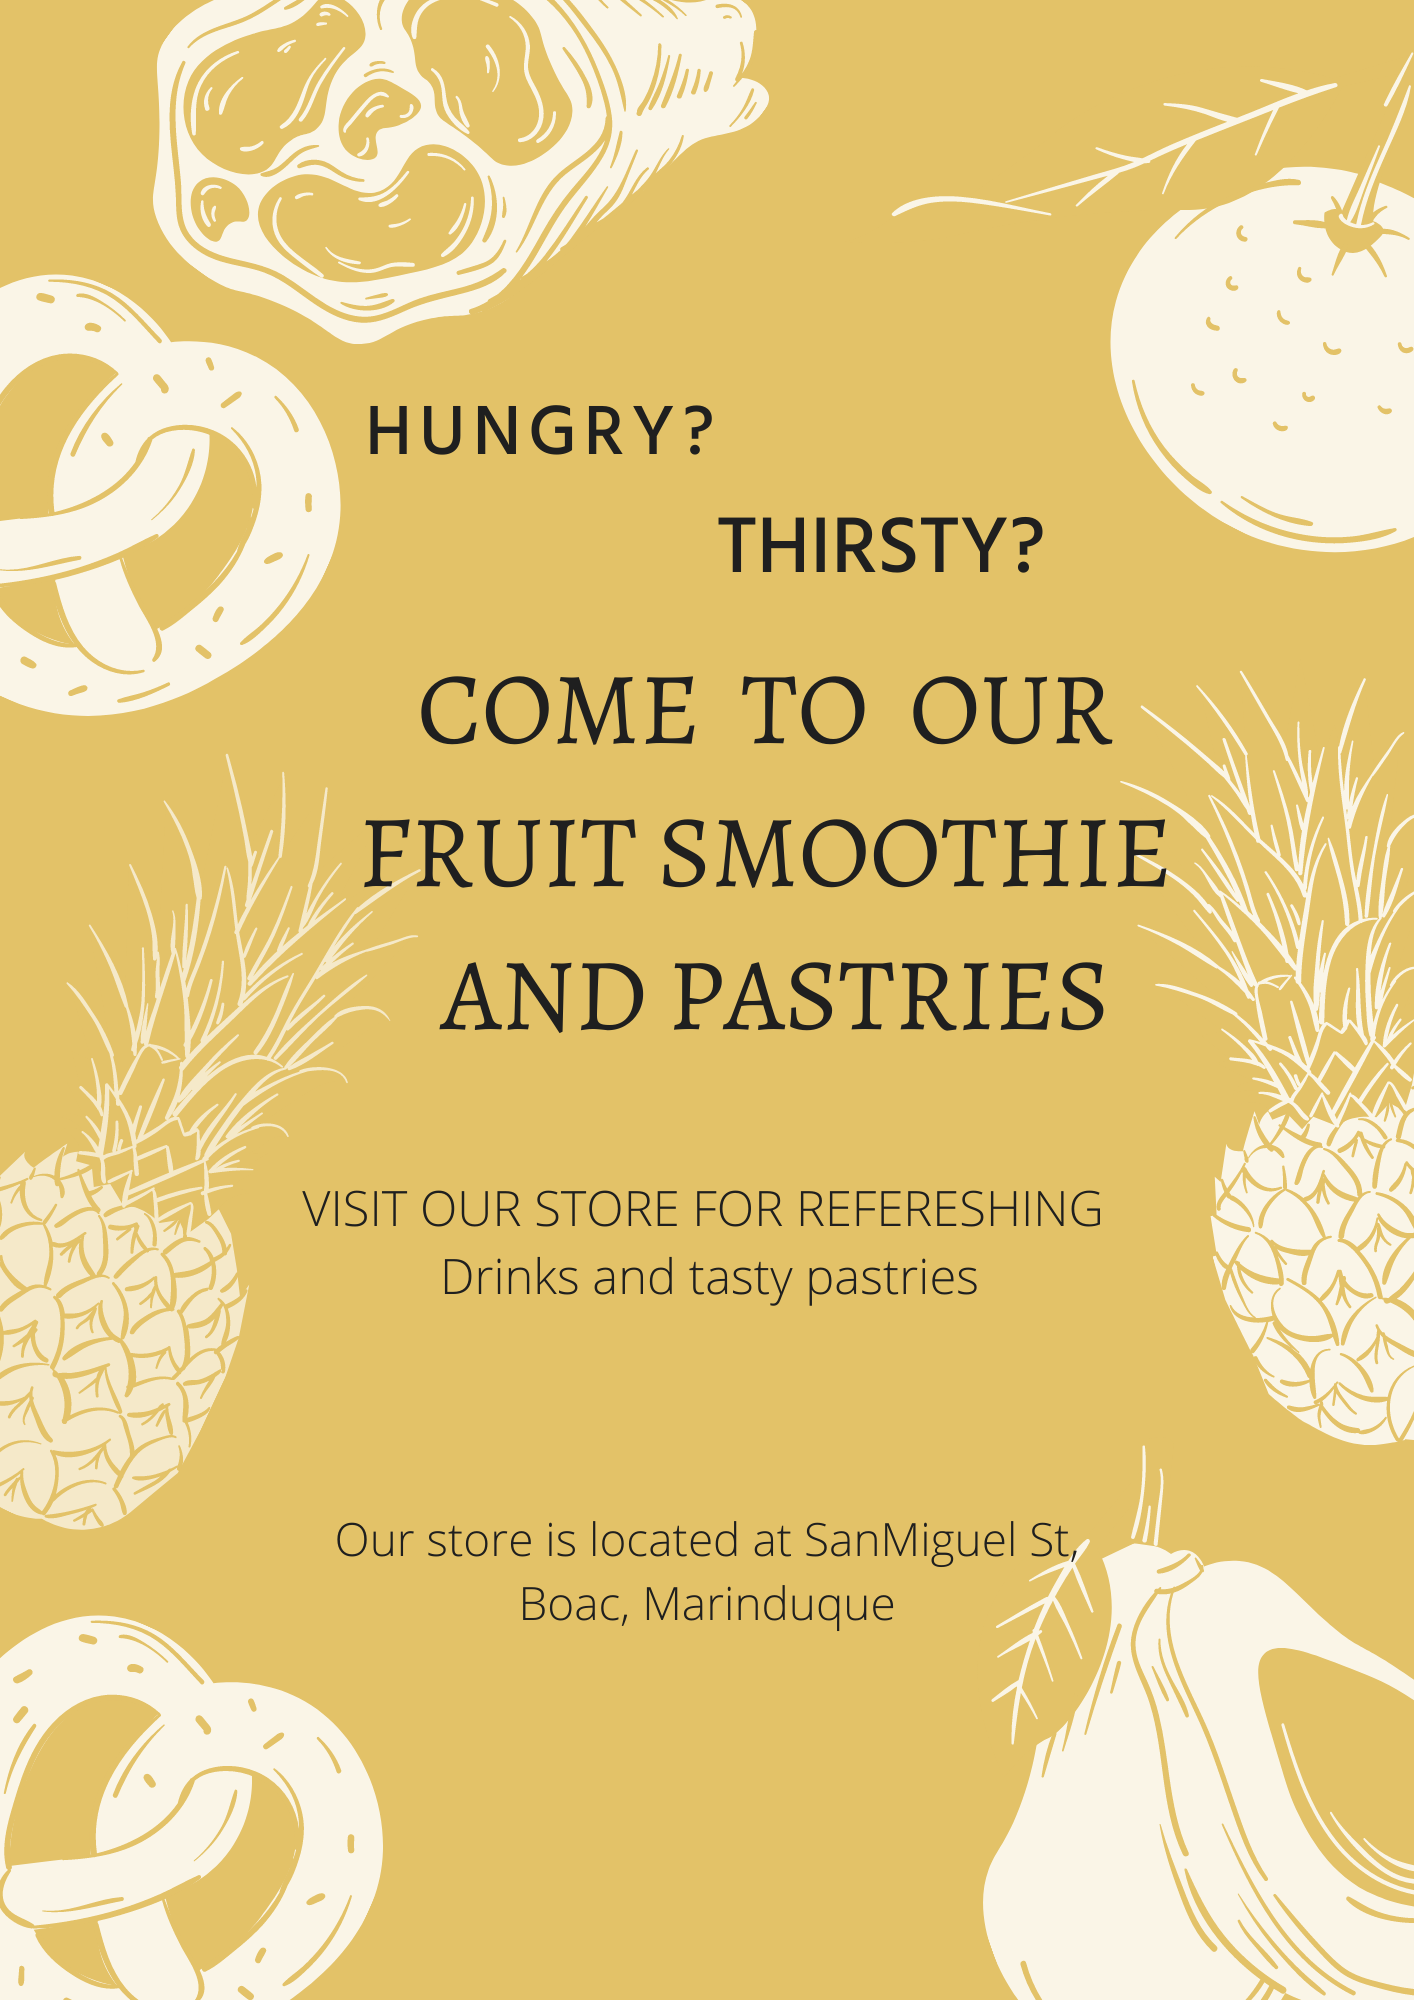 HUNGRY?
THIRSTY?
COME TO OUR
FRUIT SMOOTHIE
AND PASTRIES
VISIT OUR STORE FOR REFERESHING
Drinks and tasty pastries
Our store is located at SanMiguel St,
Boac, Marinduque